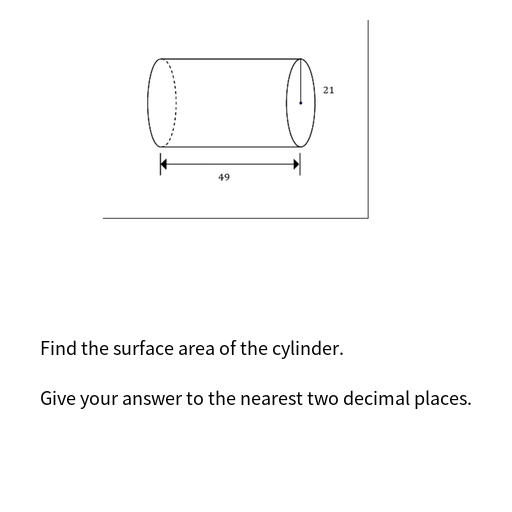 21
49
Find the surface area of the cylinder.
Give your answer to the nearest two decimal places.